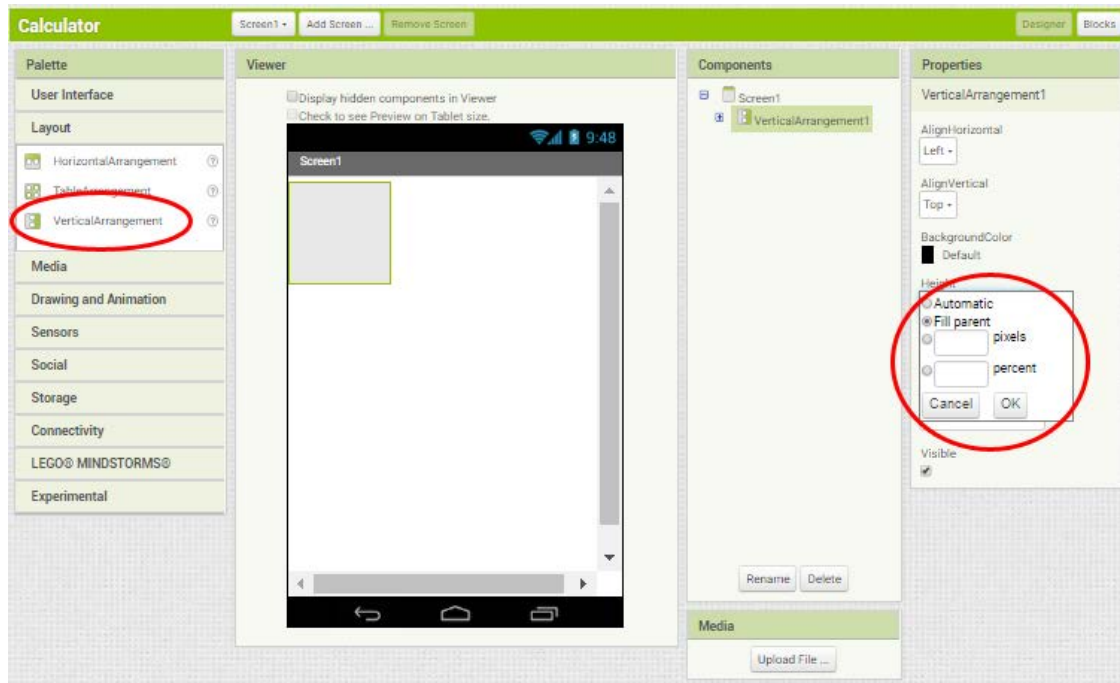 Calculator
Screen1
Add Screen ...
Remove Screen
Designer
Blocks
Palette
User Interface
Layout
HorizontalArrangement
TableArrangement
VerticalArrangement
Media
Drawing and Animation
Sensors
Social
Storage
Connectivity
LEGO® MINDSTORMS®
Experimental
Viewer
Display hidden components in Viewer
Check to see Preview on Tablet size.
9:48
Screen1
Components
Screen1
VerticalArrangement1
Rename
Delete
Media
Upload File ...
Properties
VerticalArrangement1
AlignHorizontal
Left
AlignVertical
Top
BackgroundColor
Default
Height
Automatic
Fill parent
pixels
percent
Cancel
OK
Visible